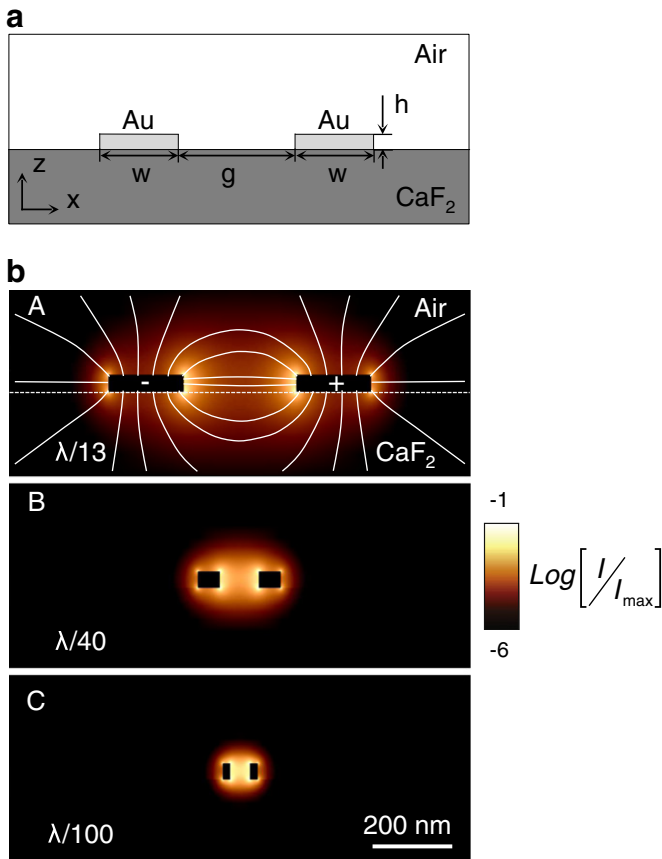 a
Air
Au
Au
h
w
g
w
z
x
CaF₂
b
A
Air
-
+
λ/13
CaF₂
B
λ/40
-1
Log[I/Imax]
-6
C
λ/100
200 nm